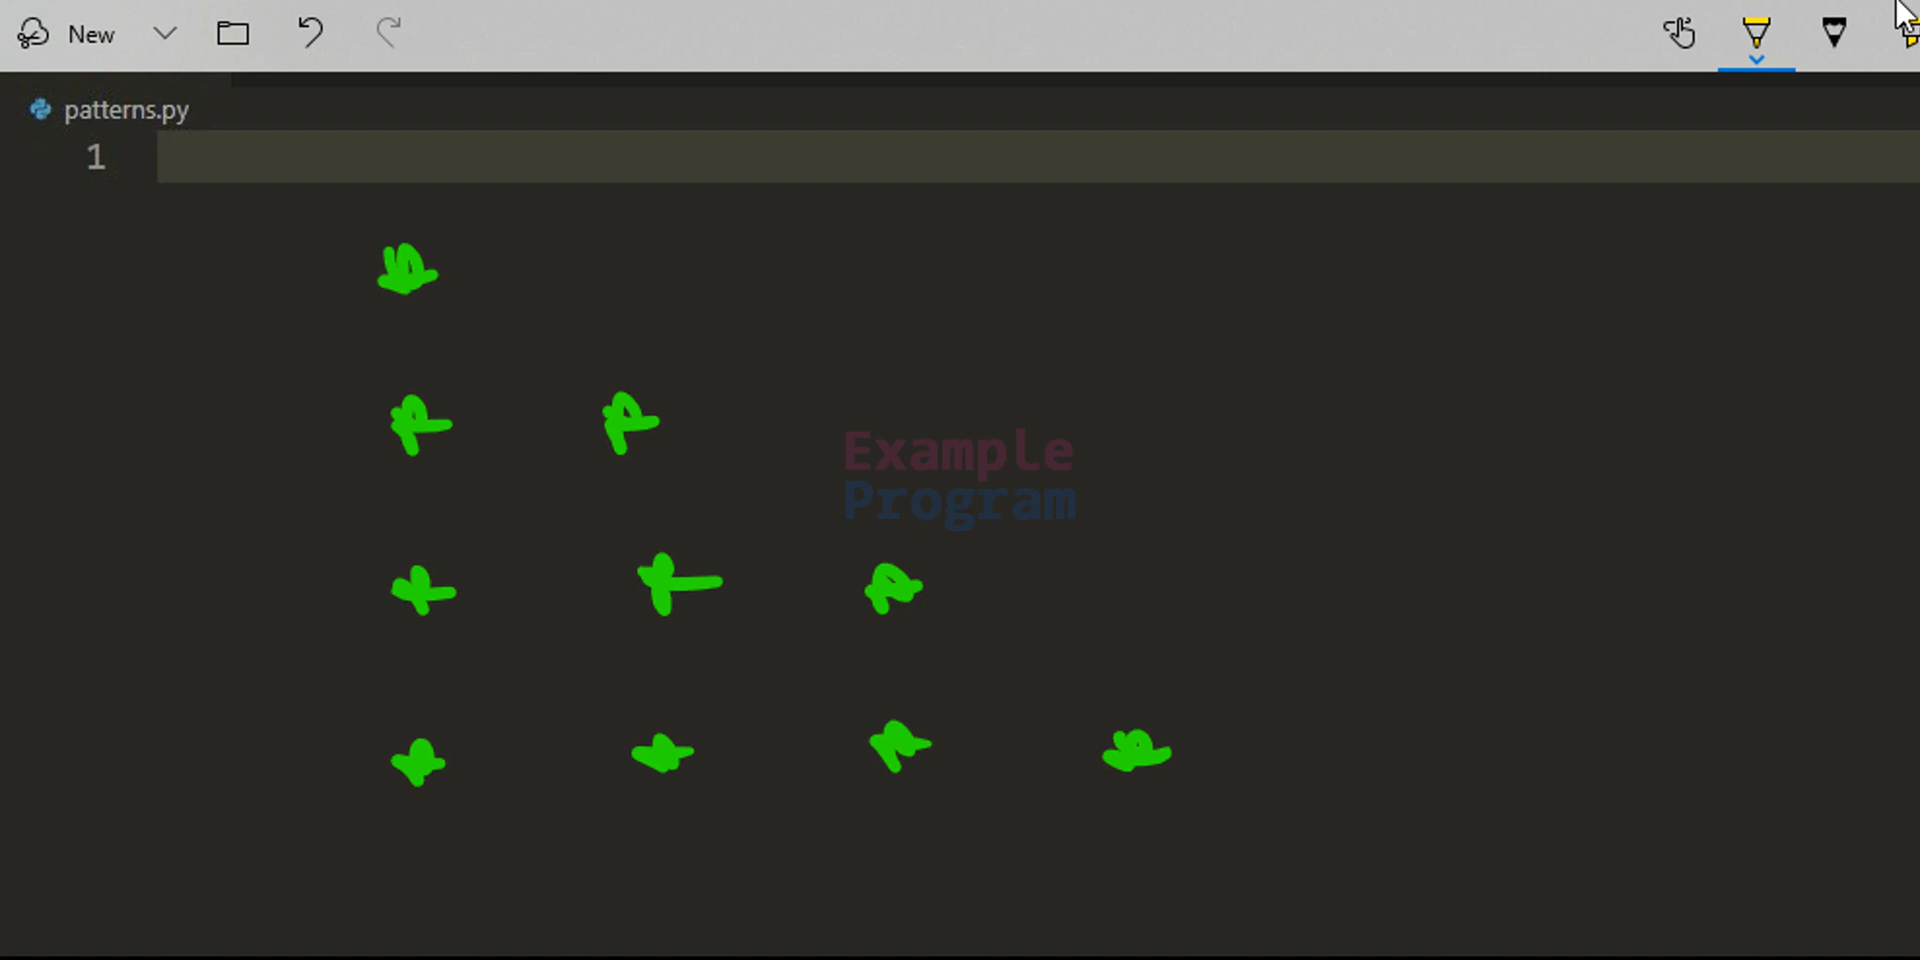 New
patterns.py
1
*
* *
* * *
* * * *
Example
Program